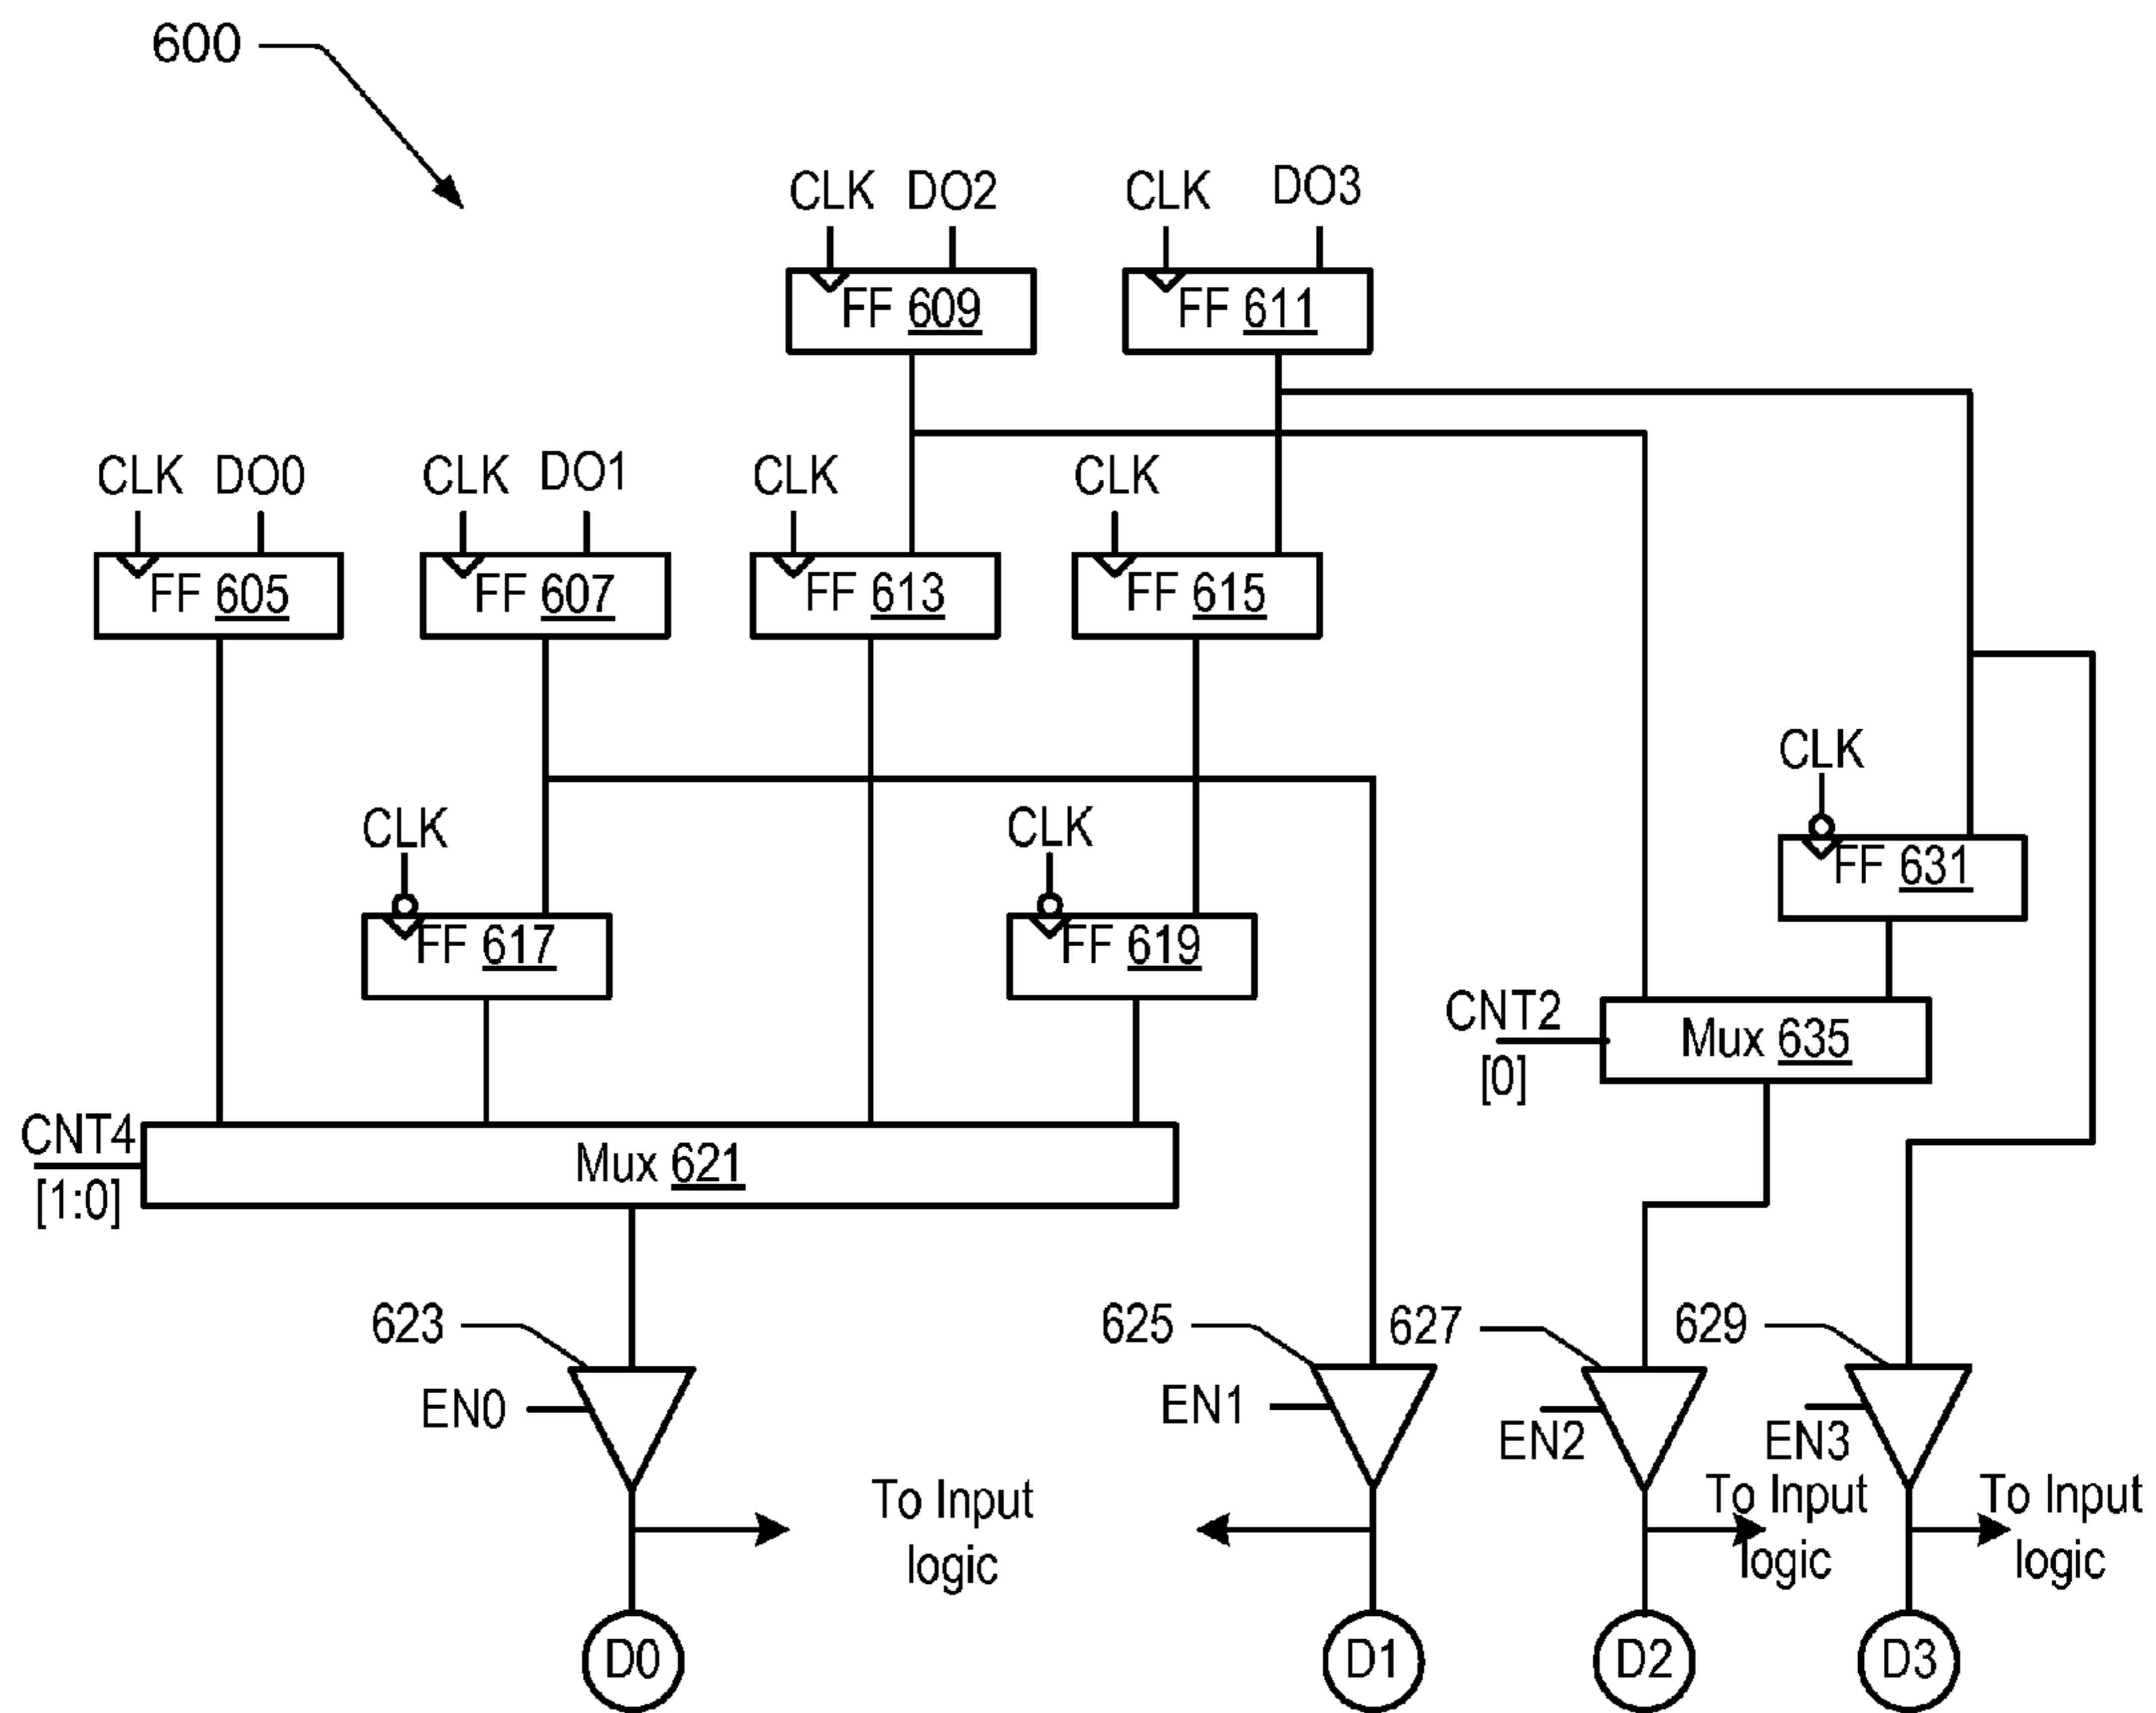 600
CLK DO2 CLK DO3
FF 609 FF 611
CLK DO0 CLK DO1 CLK CLK
FF 605 FF 607 FF 613 FF 615
CLK
FF 631
CLK CLK
FF 617 FF 619
CNT2
[0]
Mux 635
CNT4
[1:0]
Mux 621
623 625 627 629
EN0 EN1 EN2 EN3
To Input
logic
To Input
logic
To Input
logic
D0 D1 D2 D3